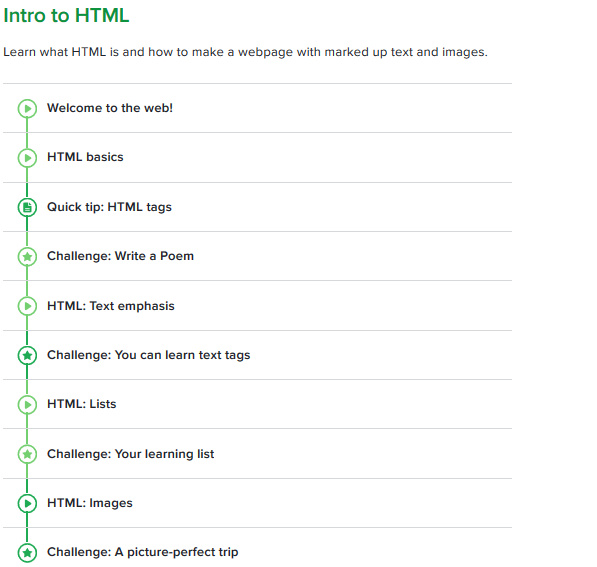 Intro to HTML
Learn what HTML is and how to make a webpage with marked up text and images.
Welcome to the web!
HTML basics
Quick tip: HTML tags
Challenge: Write a Poem
HTML: Text emphasis
Challenge: You can learn text tags
HTML: Lists
Challenge: Your learning list
HTML: Images
Challenge: A picture-perfect trip